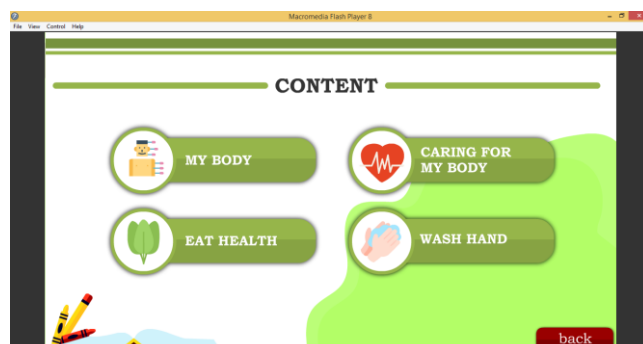 Macromedia Flash Player 8
File View Control Help
CONTENT
MY BODY
CARING FOR
MY BODY
EAT HEALTH
WASH HAND
back